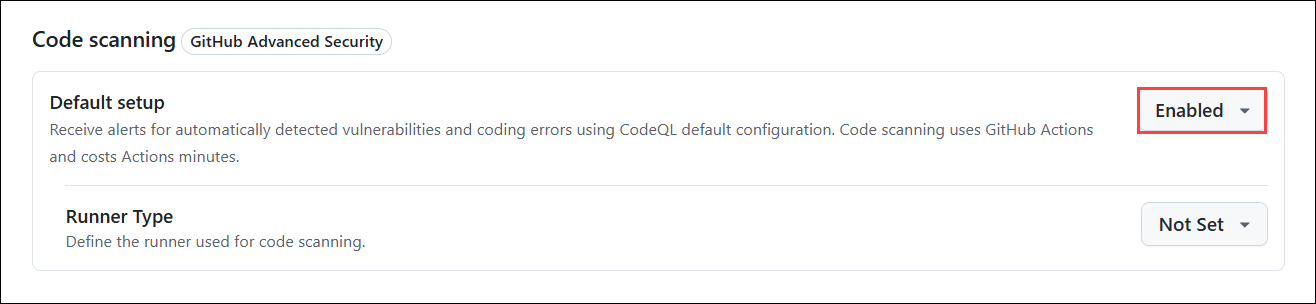 Code scanning GitHub Advanced Security
Default setup
Enabled
Receive alerts for automatically detected vulnerabilities and coding errors using CodeQL default configuration. Code scanning uses GitHub Actions
and costs Actions minutes.
Runner Type
Not Set
Define the runner used for code scanning.